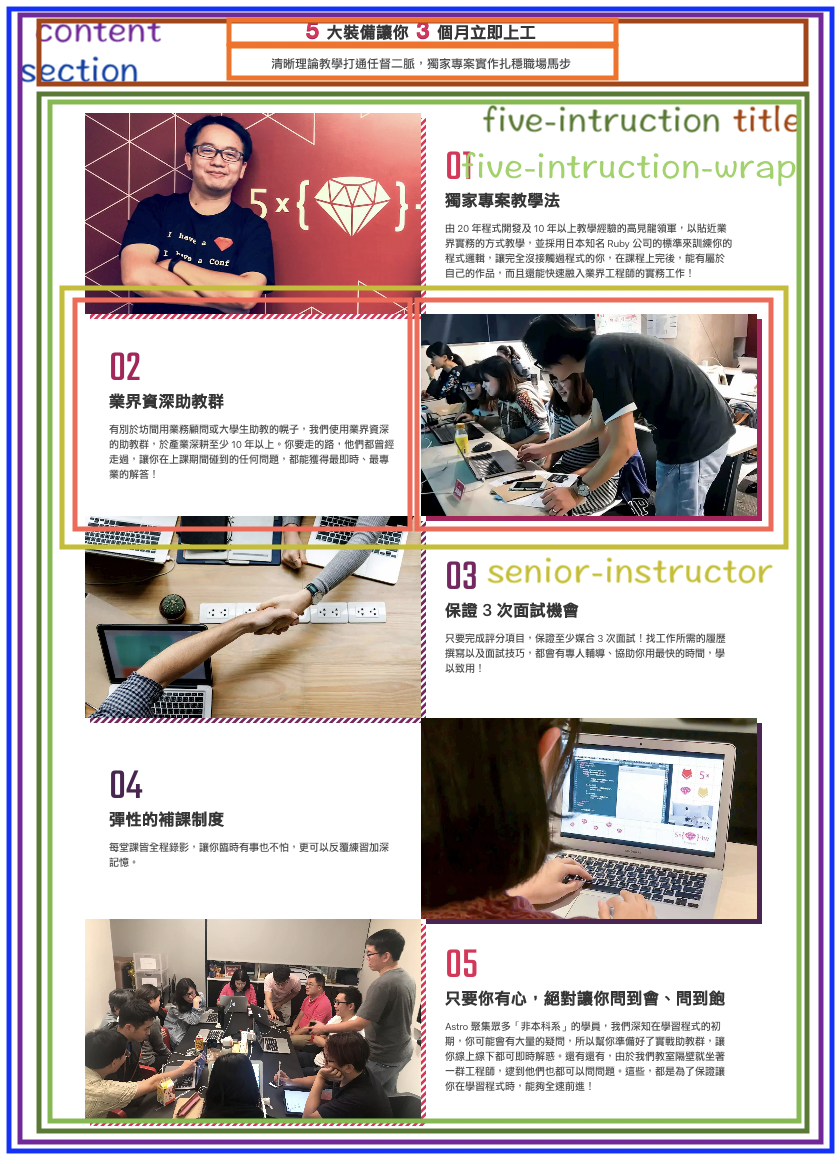 content
section
5 大裝備讓你 3 個月立即上工
清晰理論教學打通任督二脈，獨家專案實作扎穩職場馬步
five-intruction title
five-intruction-wrap
5×{
I have a
I have a Conf
01
獨家專案教學法
由 20 年程式開發及 10 年以上教學經驗的高見龍領軍，以貼近業
界實務的方式教學，並採用日本知名 Ruby 公司的標準來訓練你的
程式邏輯，讓完全沒接觸過程式的你，在課程上完後，能有屬於
自己的作品，而且還能快速融入業界工程師的實務工作！
02
業界資深助教群
有別於坊間用業務顧問或大學生助教的幌子，我們使用業界資深
的助教群，於產業深耕至少 10 年以上。你要走的路，他們都曾經
走過，讓你在上課期間碰到的任何問題，都能獲得最即時、最專
業的解答！
03
senior-instructor
保證 3 次面試機會
只要完成評分項目，保證至少媒合 3 次面試！找工作所需的履歷
撰寫以及面試技巧，都會有專人輔導、協助你用最快的時間，學
以致用！
04
彈性的補課制度
每堂課皆全程錄影，讓你臨時有事也不怕，更可以反覆練習加深
記憶。
05
只要你有心，絕對讓你問到會、問到飽
Astro 聚集眾多「非本科系」的學員，我們深知在學習程式的初
期，你可能會有大量的疑問，所以幫你準備好了實戰助教群，讓
你線上線下都可即時解惑。還有還有，由於我們教室隔壁就坐著
一群工程師，逮到他們也都可以問問題。這些，都是為了保證讓
你在學習程式時，能夠全速前進！